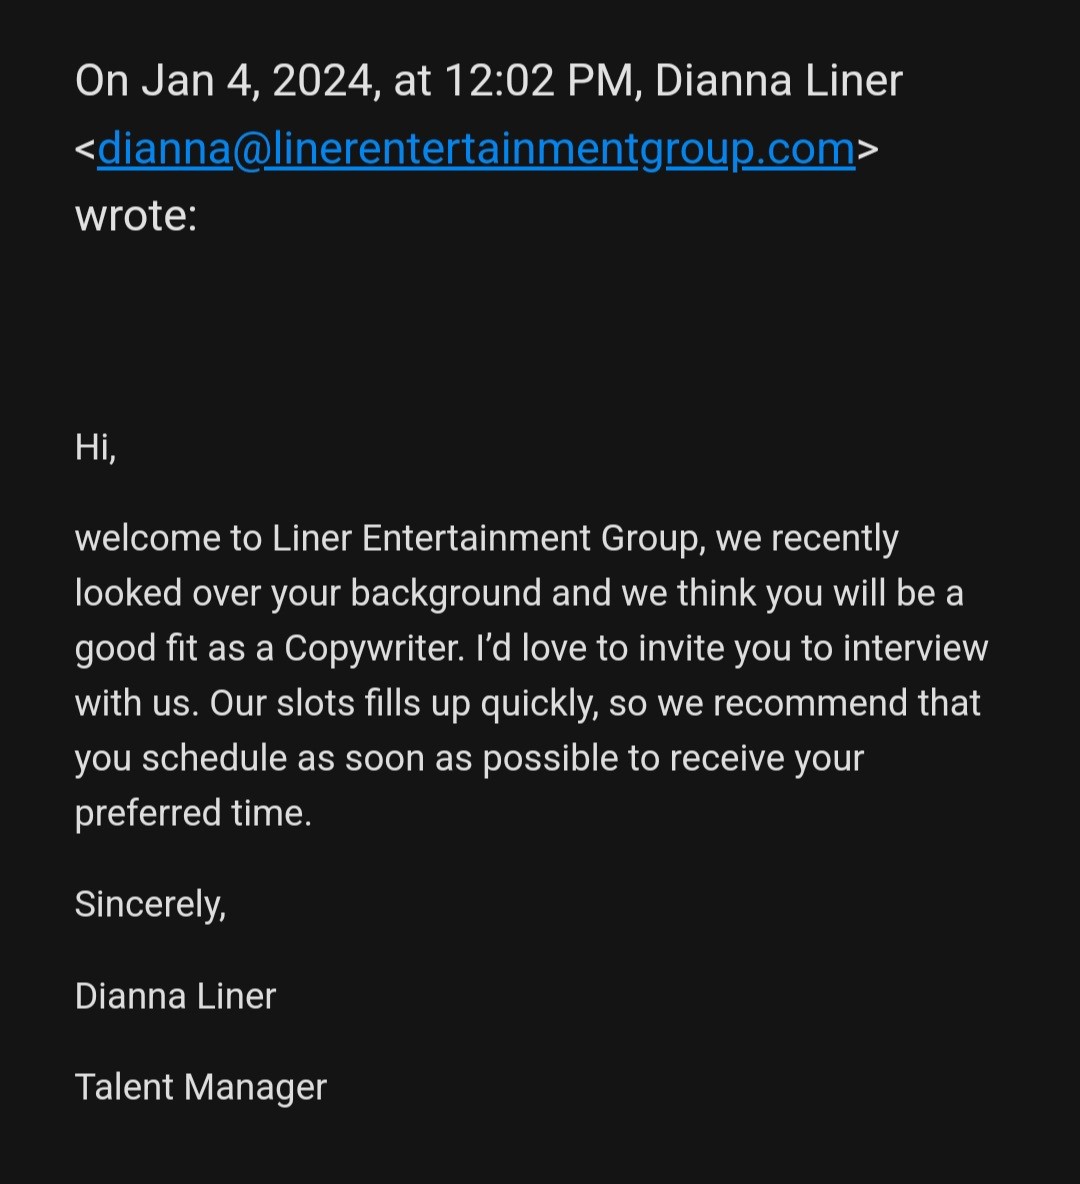 On Jan 4, 2024, at 12:02 PM, Dianna Liner
<dianna@linerentertainmentgroup.com>
wrote:
Hi,
welcome to Liner Entertainment Group, we recently
looked over your background and we think you will be a
good fit as a Copywriter. I’d love to invite you to interview
with us. Our slots fills up quickly, so we recommend that
you schedule as soon as possible to receive your
preferred time.
Sincerely,
Dianna Liner
Talent Manager